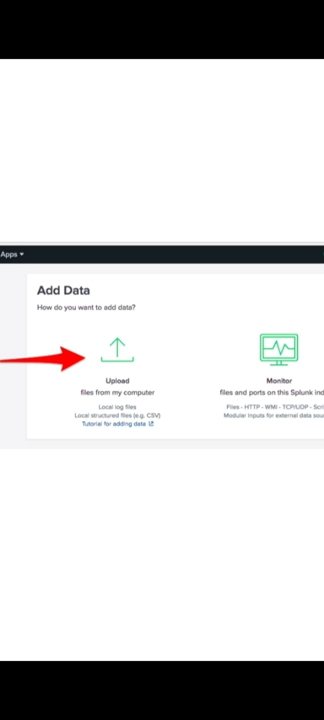 Apps
Add Data
How do you want to add data?
Upload
files from my computer
Local log files
Local structured files (e.g. CSV)
Tutorial for adding data
Monitor
files and ports on this Splunk ind
Files - HTTP - WMI - TCP/UDP - Scri
Modular inputs for external data sou